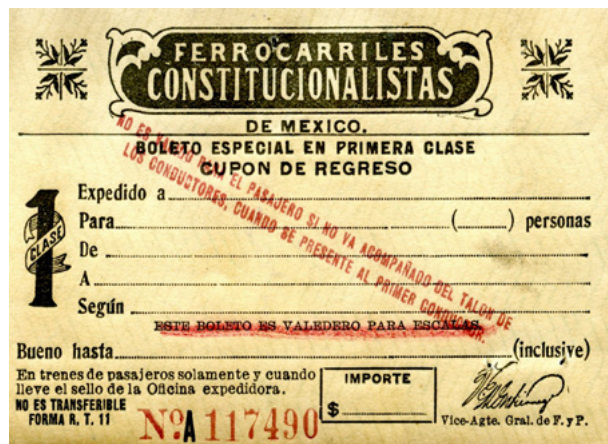 FERROCARRILES
CONSTITUCIONALISTAS
DE MEXICO.
BOLETO ESPECIAL EN PRIMERA CLASE
CUPON DE REGRESO
NO ES VALIDO PARA EL PASAJERO SI NO VA ACOMPAÑADO DEL TALON DE
LOS CONDUCTORES, CUANDO SE PRESENTE AL PRIMER CONDUCTOR.
1
CLASE
Expedido a
Para (          ) personas
De
A
Según
ESTE BOLETO ES VALEDERO PARA ESCALAS.
Bueno hasta (inclusive)
En trenes de pasajeros solamente y cuando
lleve el sello de la Oficina expedidora.
NO ES TRANSFERIBLE
FORMA R. T. 11
Nº A 117490
IMPORTE
$
Vice-Agte. Gral. de F. y P.